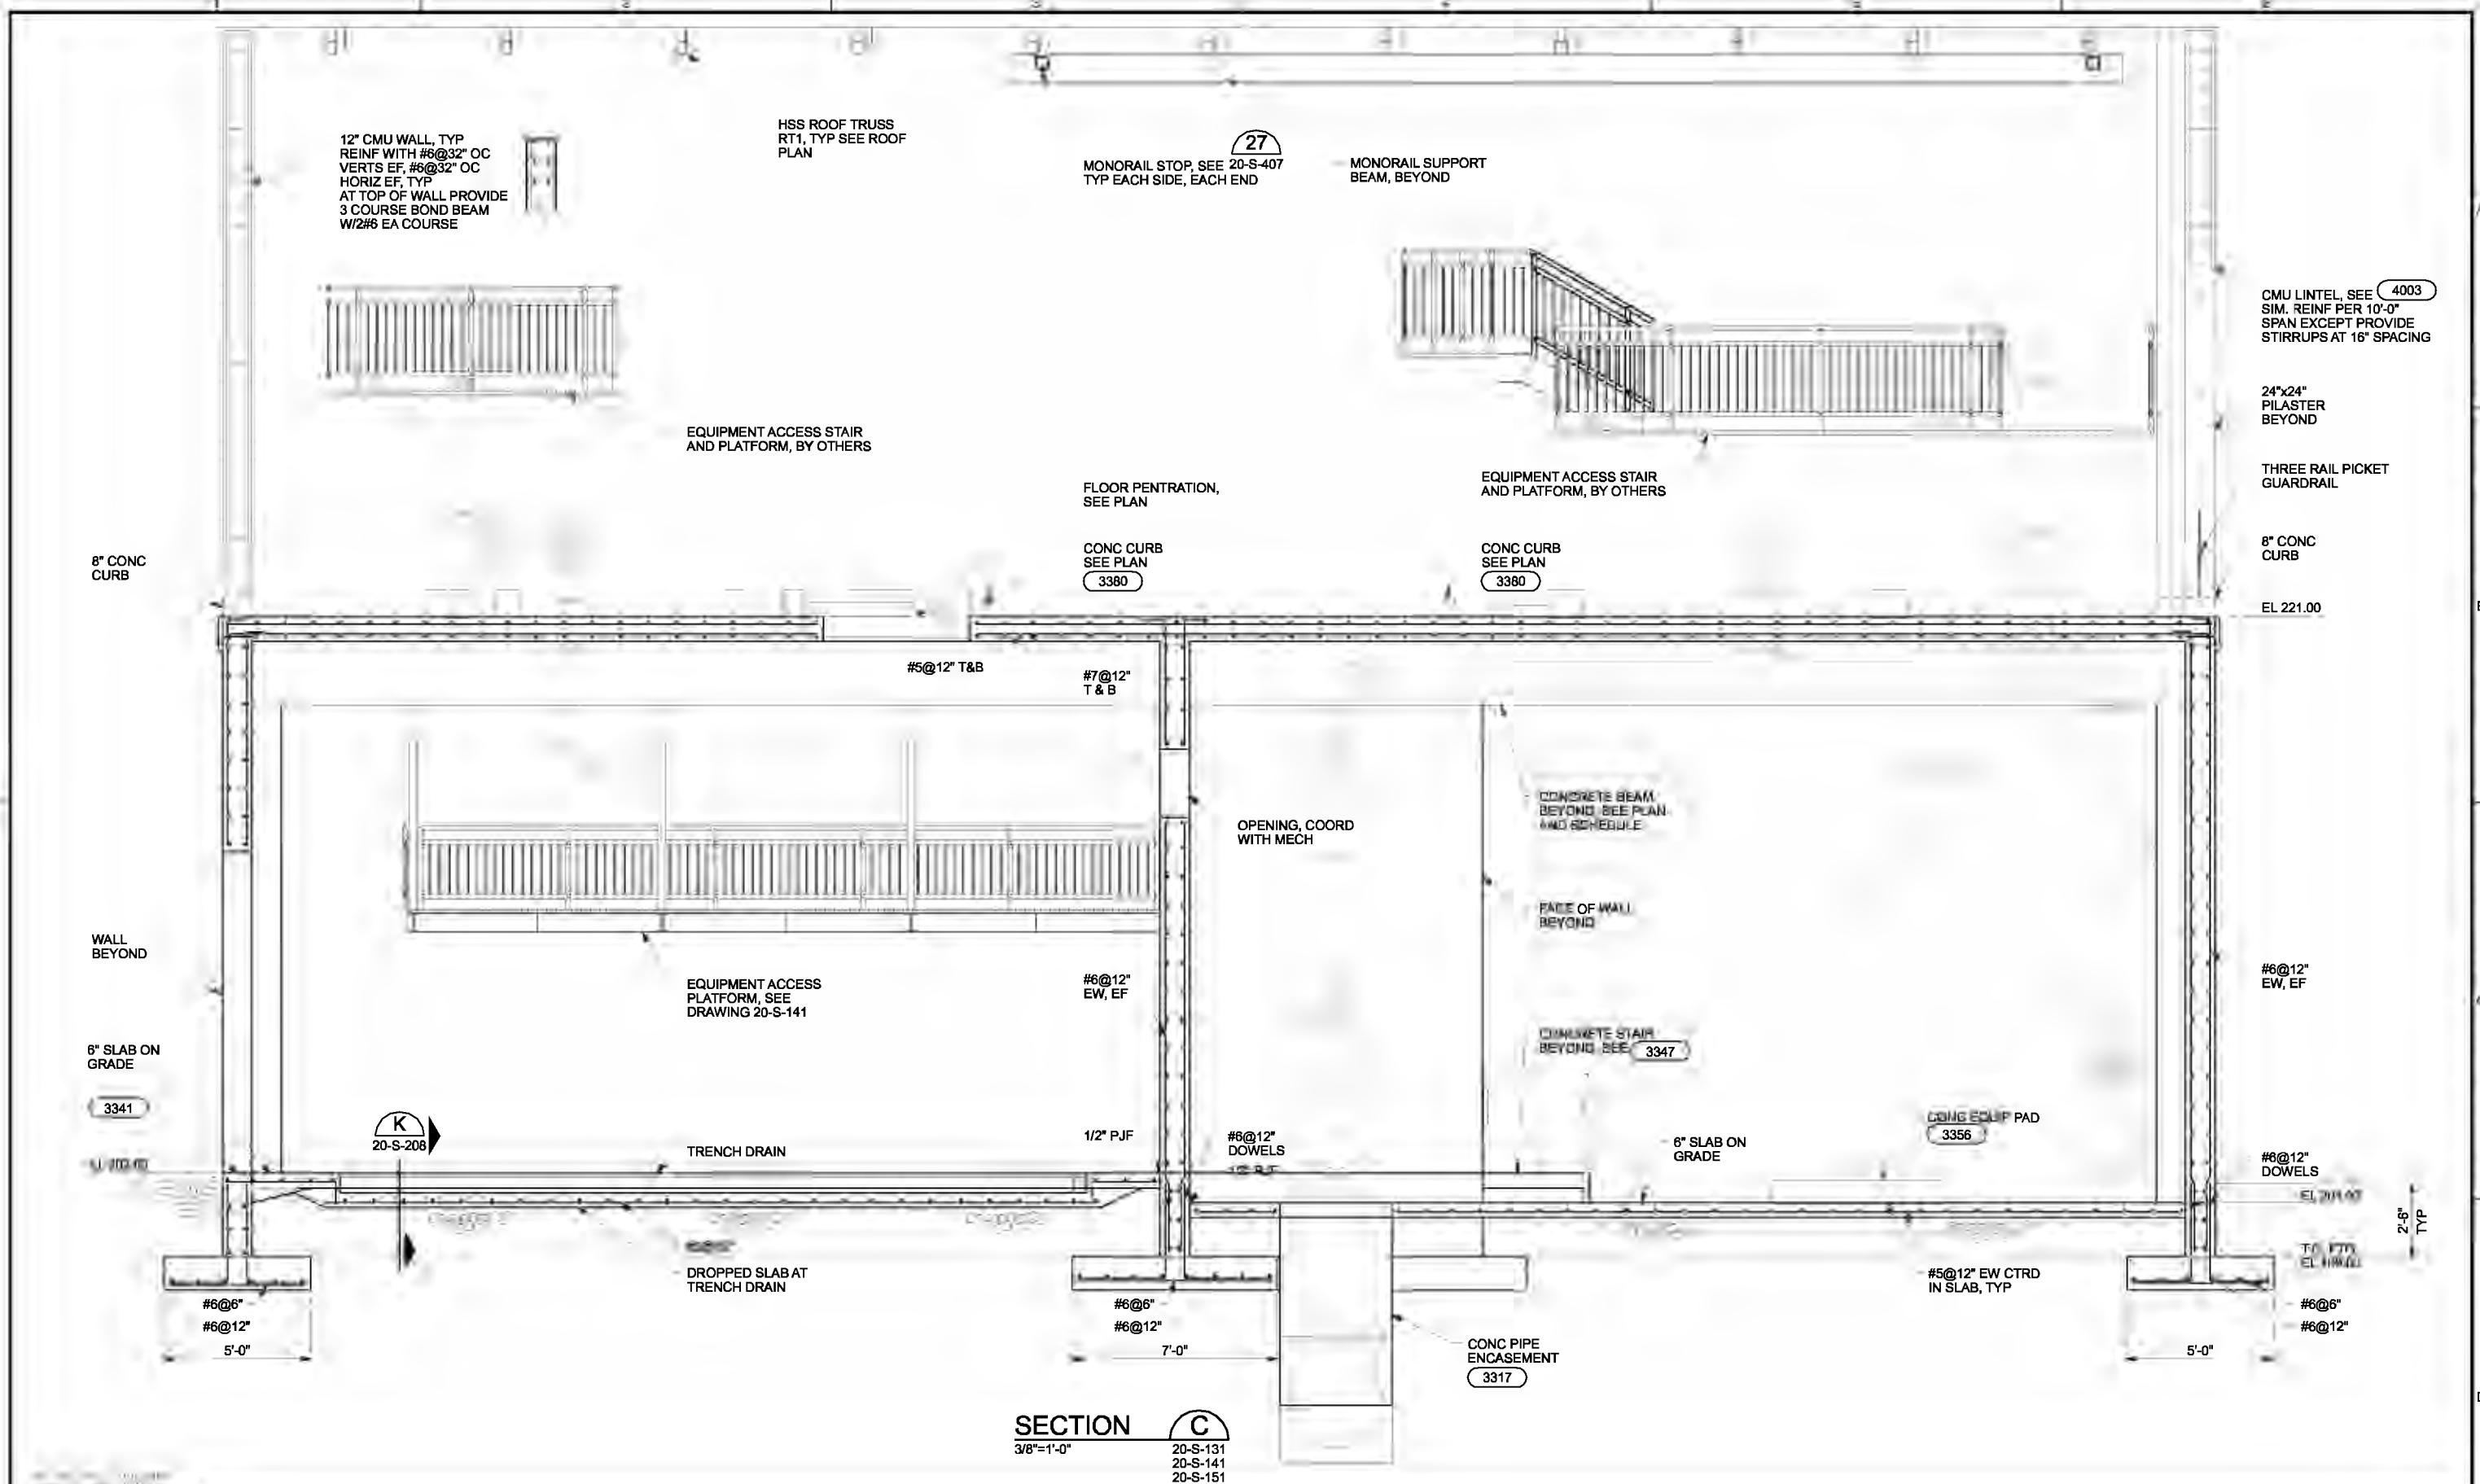 12" CMU WALL, TYP
REINF WITH #6@32" OC
VERTS EF, #6@32" OC
HORIZ EF, TYP
AT TOP OF WALL PROVIDE
3 COURSE BOND BEAM
W/2#6 EA COURSE
HSS ROOF TRUSS
RT1, TYP SEE ROOF
PLAN
27
MONORAIL STOP, SEE 20-S-407
TYP EACH SIDE, EACH END
MONORAIL SUPPORT
BEAM, BEYOND
CMU LINTEL, SEE 4003
SIM. REINF PER 10'-0"
SPAN EXCEPT PROVIDE
STIRRUPS AT 16" SPACING
24"x24"
PILASTER
BEYOND
EQUIPMENT ACCESS STAIR
AND PLATFORM, BY OTHERS
FLOOR PENTRATION,
SEE PLAN
EQUIPMENT ACCESS STAIR
AND PLATFORM, BY OTHERS
THREE RAIL PICKET
GUARDRAIL
8" CONC
CURB
CONC CURB
SEE PLAN
3380
CONC CURB
SEE PLAN
3380
8" CONC
CURB
EL 221.00
#5@12" T&B
#7@12"
T & B
OPENING, COORD
WITH MECH
CONCRETE BEAM
BEYOND SEE PLAN
AND SCHEDULE
FACE OF WALL
BEYOND
WALL
BEYOND
EQUIPMENT ACCESS
PLATFORM, SEE
DRAWING 20-S-141
#6@12"
EW, EF
#6@12"
EW, EF
6" SLAB ON
GRADE
3341
CONCRETE STAIR
BEYOND SEE 3347
K
20-S-208
TRENCH DRAIN
1/2" PJF
#6@12"
DOWELS
6" SLAB ON
GRADE
CONC EQUIP PAD
3356
#6@12"
DOWELS
2'-6"
TYP
DROPPED SLAB AT
TRENCH DRAIN
#5@12" EW CTRD
IN SLAB, TYP
#6@6"
#6@12"
5'-0"
#6@6"
#6@12"
7'-0"
CONC PIPE
ENCASEMENT
3317
#6@6"
#6@12"
5'-0"
SECTION C
3/8"=1'-0"
20-S-131
20-S-141
20-S-151